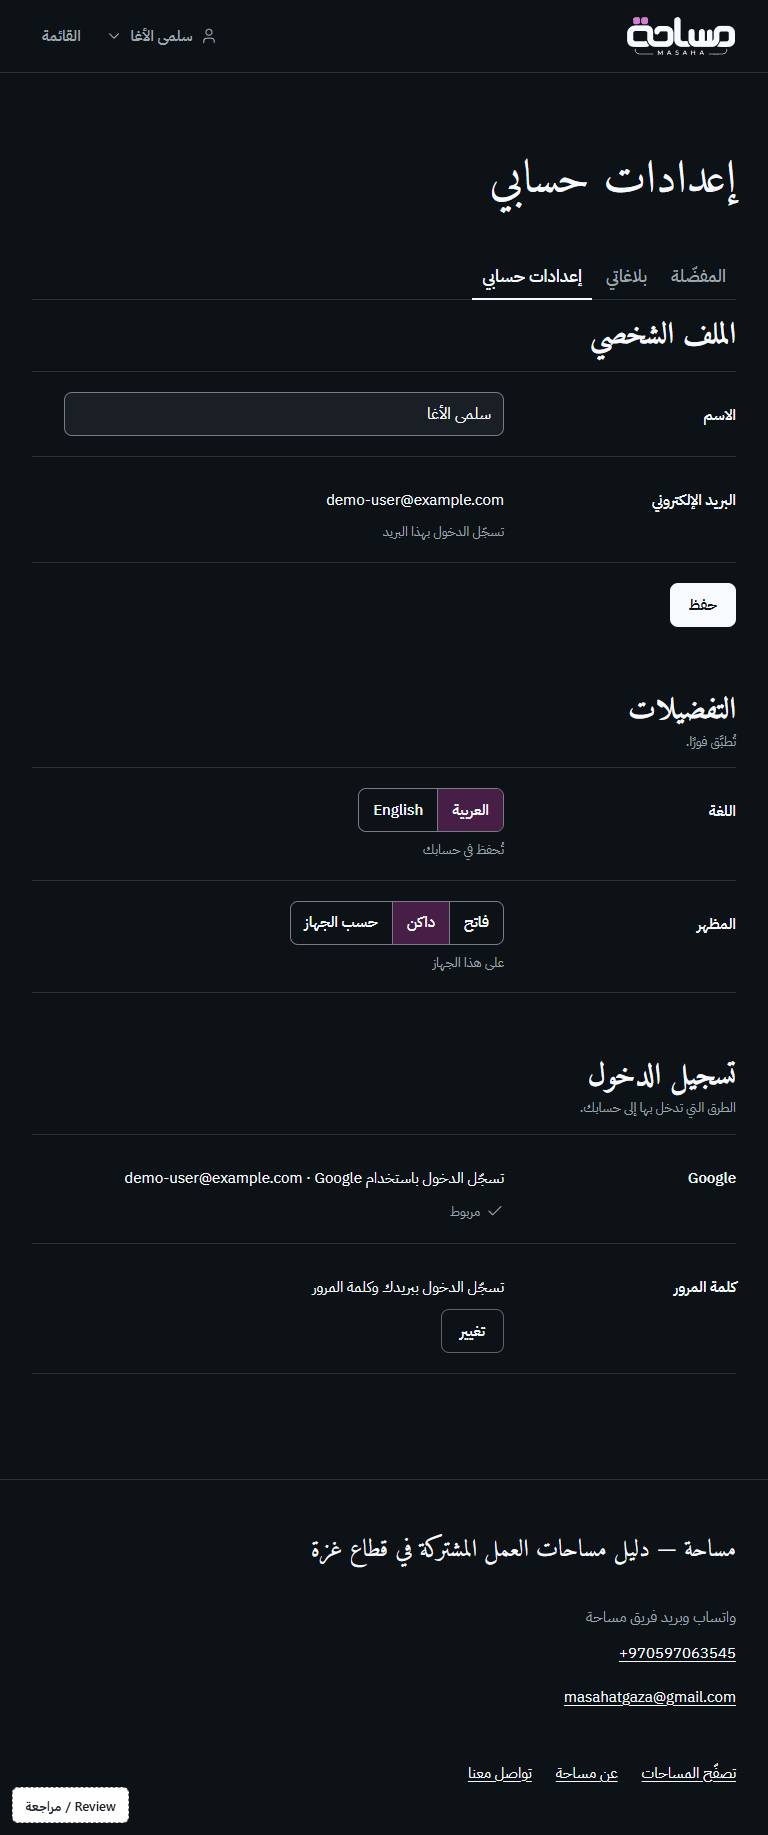 مساحة
MASAHA
سلمى الأغا
القائمة
إعدادات حسابي
المفضّلة
بلاغاتي
إعدادات حسابي
الملف الشخصي
الاسم
سلمى الأغا
البريد الإلكتروني
demo-user@example.com
تسجّل الدخول بهذا البريد
حفظ
التفضيلات
تُطبَّق فورًا.
اللغة
العربية
English
تُحفظ في حسابك
المظهر
فاتح
داكن
حسب الجهاز
على هذا الجهاز
تسجيل الدخول
الطرق التي تدخل بها إلى حسابك.
Google
تسجّل الدخول باستخدام Google · demo-user@example.com
مربوط
كلمة المرور
تسجّل الدخول ببريدك وكلمة المرور
تغيير
مساحة — دليل مساحات العمل المشتركة في قطاع غزة
واتساب وبريد فريق مساحة
+970597063545
masahatgaza@gmail.com
تصفّح المساحات
عن مساحة
تواصل معنا
Review / مراجعة